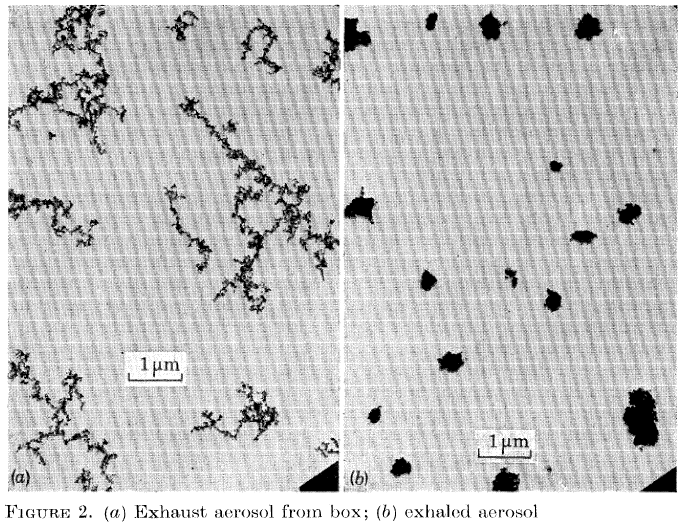 1 μm
1 μm
(a)
(b)
FIGURE 2. (a) Exhaust aerosol from box; (b) exhaled aerosol